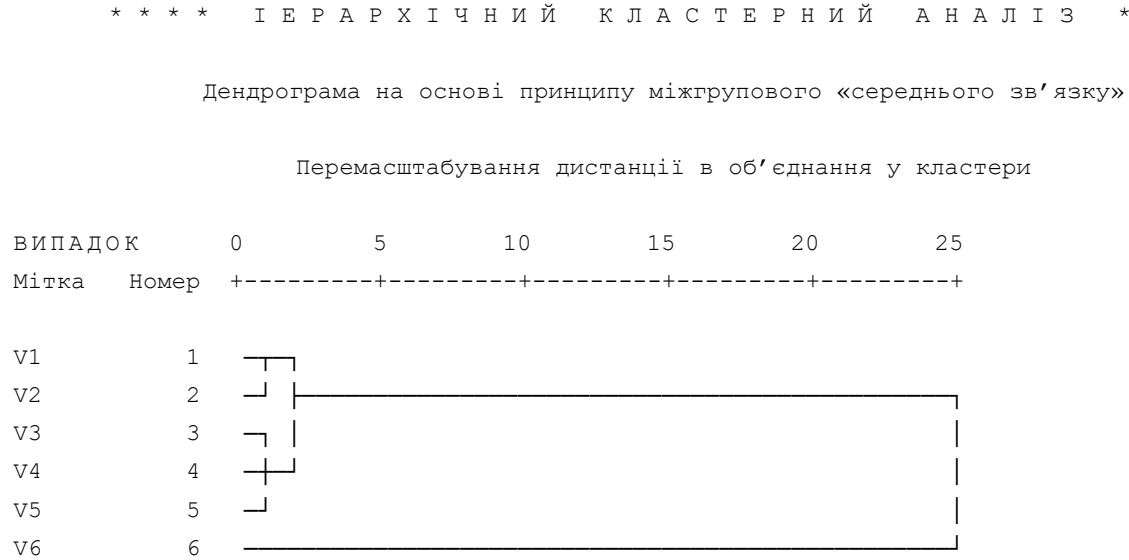 * * * * І Е Р А Р Х І Ч Н И Й К Л А С Т Е Р Н И Й А Н А Л І З *
Дендрограма на основі принципу міжгрупового «середнього зв’язку»
Перемасштабування дистанції в об’єднання у кластери
ВИПАДОК 0 5 10 15 20 25
Мітка Номер +---------+---------+---------+---------+---------+
V1 1
V2 2
V3 3
V4 4
V5 5
V6 6